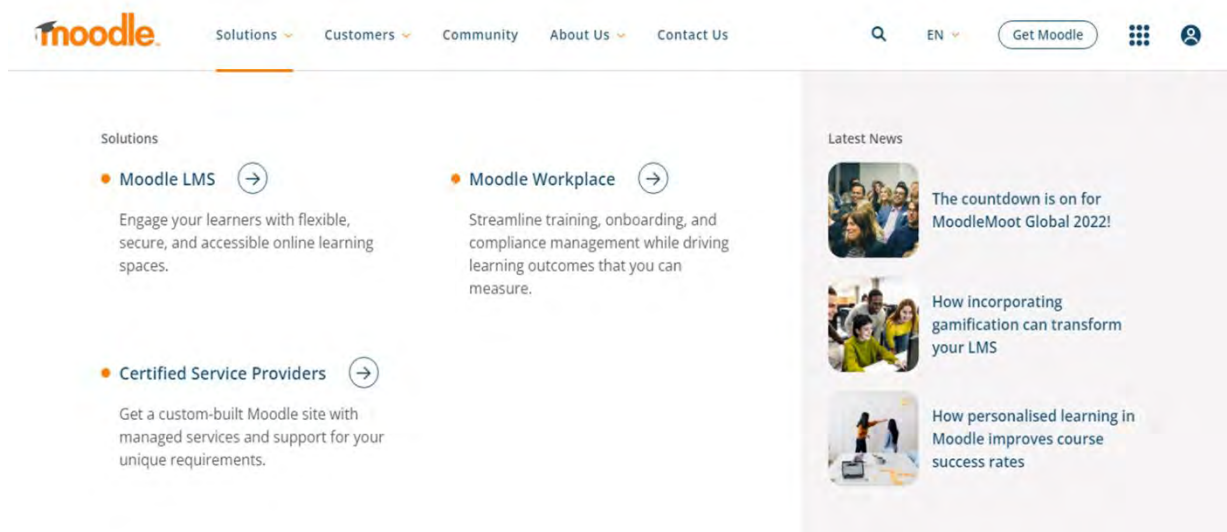 moodle
Solutions
Customers
Community
About Us
Contact Us
EN
Get Moodle
Solutions
Moodle LMS
Engage your learners with flexible,
secure, and accessible online learning
spaces.
Moodle Workplace
Streamline training, onboarding, and
compliance management while driving
learning outcomes that you can
measure.
Certified Service Providers
Get a custom-built Moodle site with
managed services and support for your
unique requirements.
Latest News
The countdown is on for
MoodleMoot Global 2022!
How incorporating
gamification can transform
your LMS
How personalised learning in
Moodle improves course
success rates